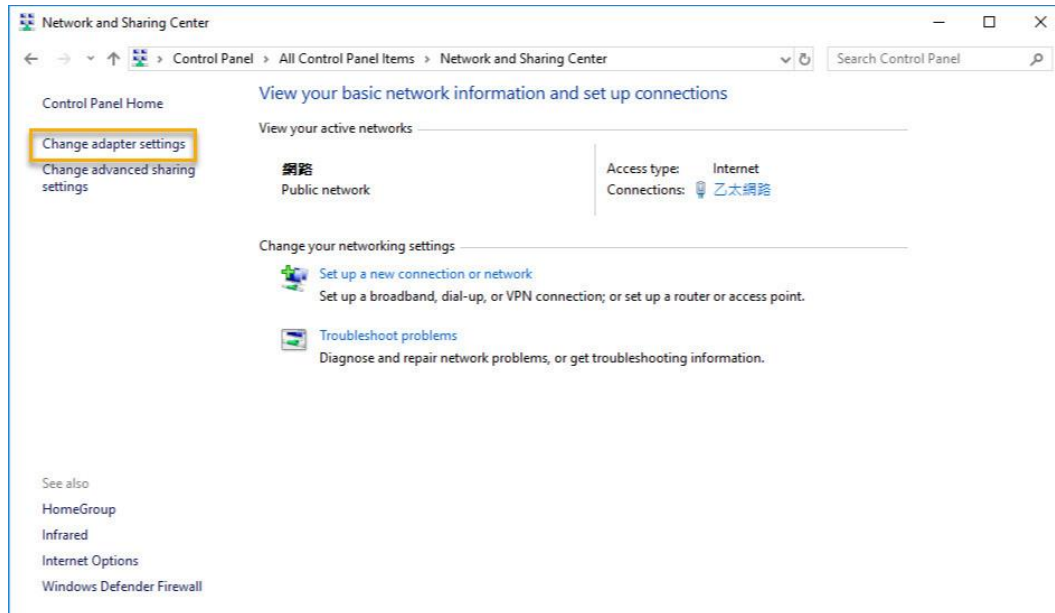 Network and Sharing Center
Control Panel > All Control Panel Items > Network and Sharing Center
Search Control Panel
Control Panel Home
Change adapter settings
Change advanced sharing
settings
View your basic network information and set up connections
View your active networks
網路
Public network
Access type: Internet
Connections: 乙太網路
Change your networking settings
Set up a new connection or network
Set up a broadband, dial-up, or VPN connection; or set up a router or access point.
Troubleshoot problems
Diagnose and repair network problems, or get troubleshooting information.
See also
HomeGroup
Infrared
Internet Options
Windows Defender Firewall